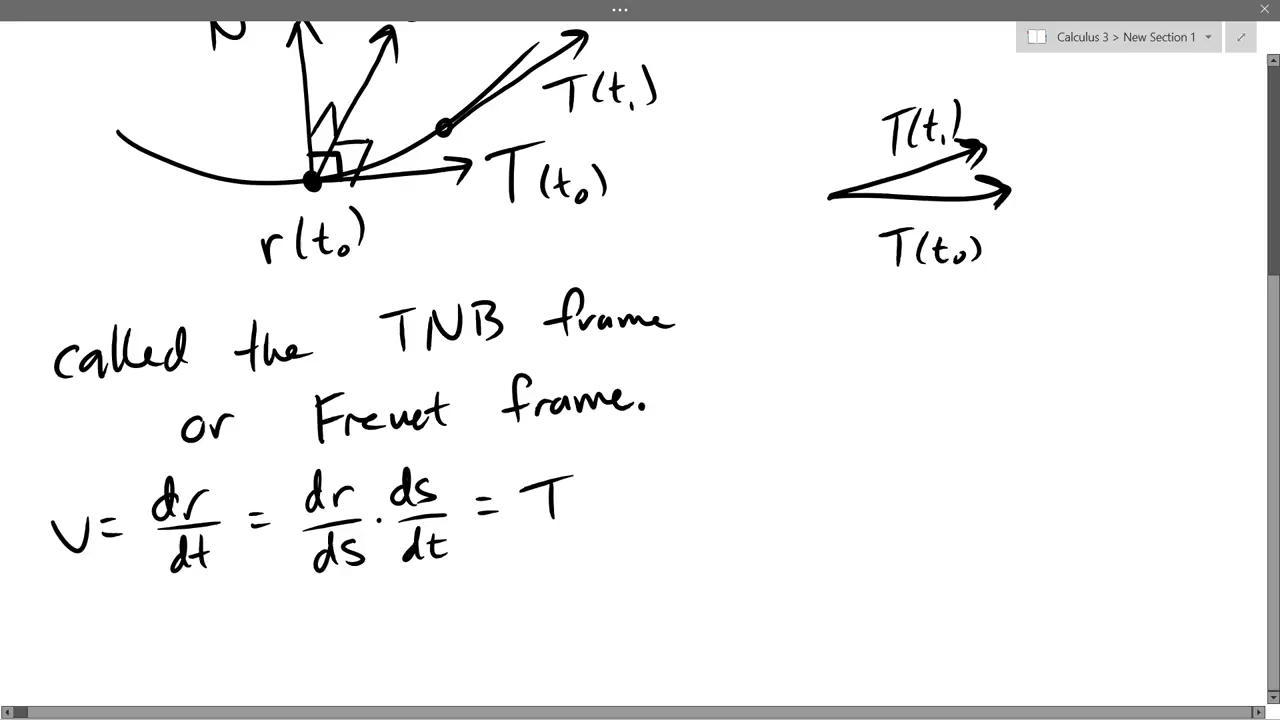 Calculus 3 > New Section 1
N
T(t₁)
T(t₀)
r(t₀)
T(t₁)
T(t₀)
called the TNB frame
or Frenet frame.
v = dr/dt = dr/ds · ds/dt = T